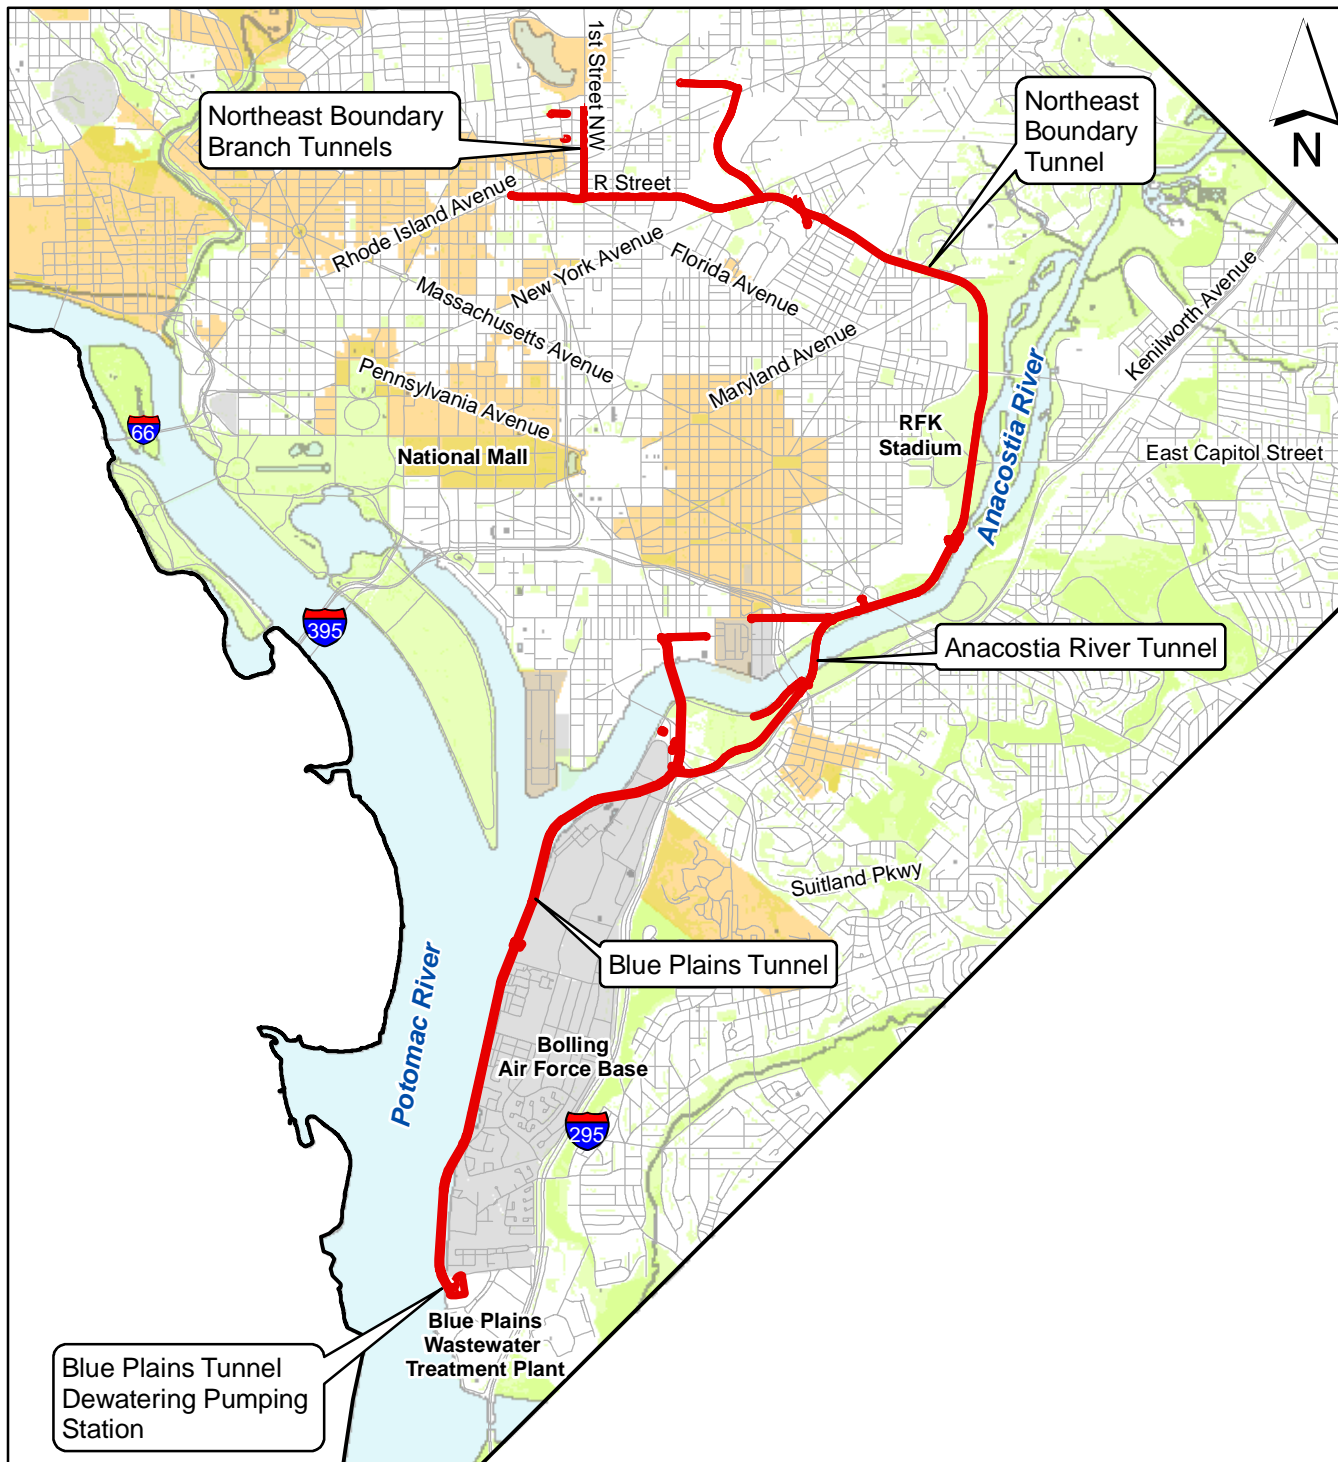 1st Street NW
Northeast Boundary
Branch Tunnels
Northeast
Boundary
Tunnel
N
R Street
Rhode Island Avenue
New York Avenue
Florida Avenue
Massachusetts Avenue
Maryland Avenue
Kenilworth Avenue
Pennsylvania Avenue
66
National Mall
RFK
Stadium
Anacostia River
East Capitol Street
395
Anacostia River Tunnel
Suitland Pkwy
Blue Plains Tunnel
Potomac River
Bolling
Air Force Base
295
Blue Plains
Wastewater
Treatment Plant
Blue Plains Tunnel
Dewatering Pumping
Station